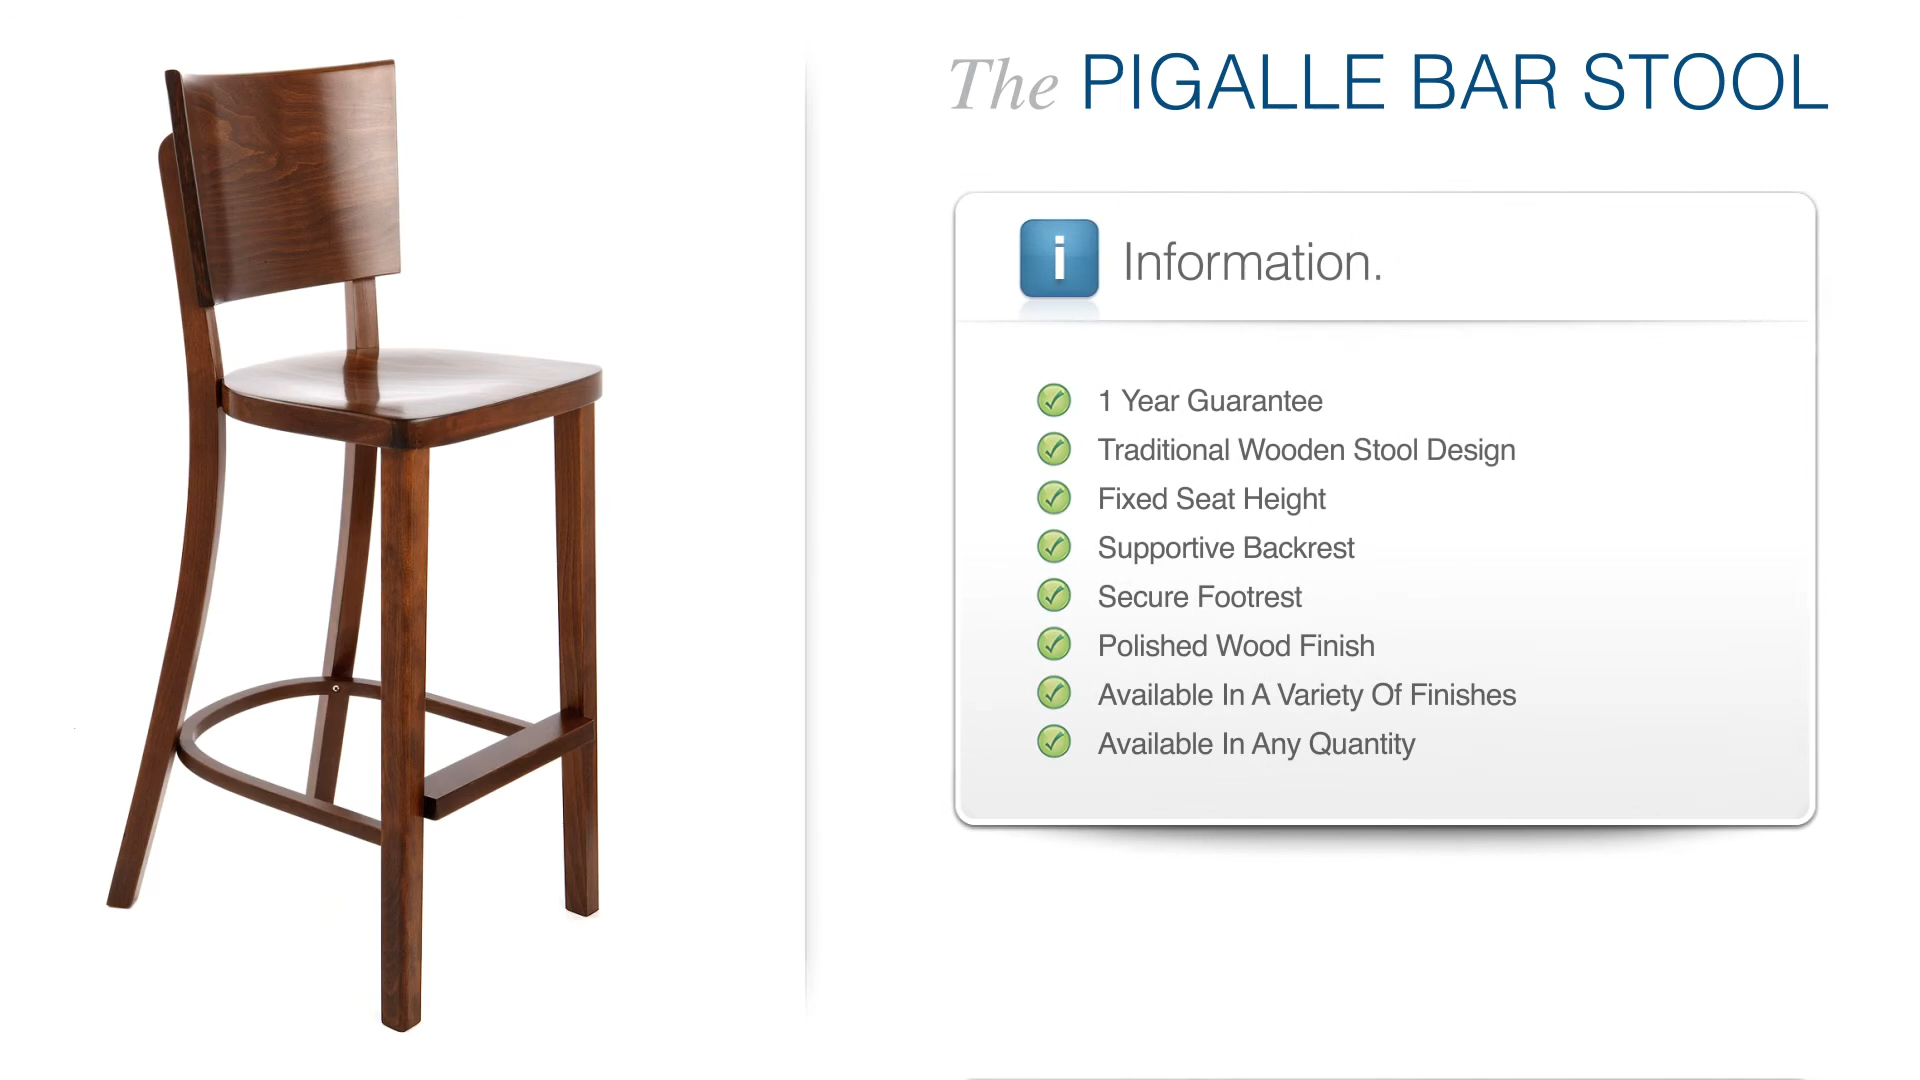 The PIGALLE BAR STOOL
i Information.
1 Year Guarantee
Traditional Wooden Stool Design
Fixed Seat Height
Supportive Backrest
Secure Footrest
Polished Wood Finish
Available In A Variety Of Finishes
Available In Any Quantity